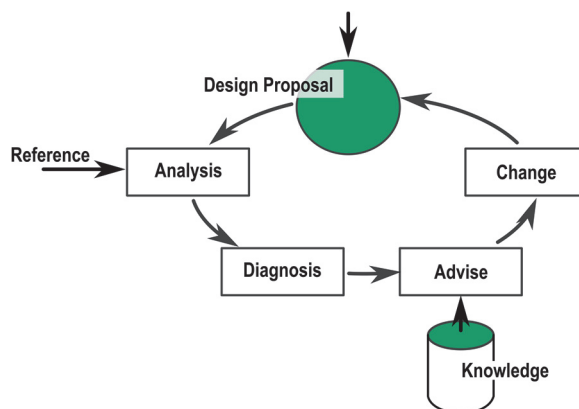 Design Proposal
Reference
Analysis
Change
Diagnosis
Advise
Knowledge